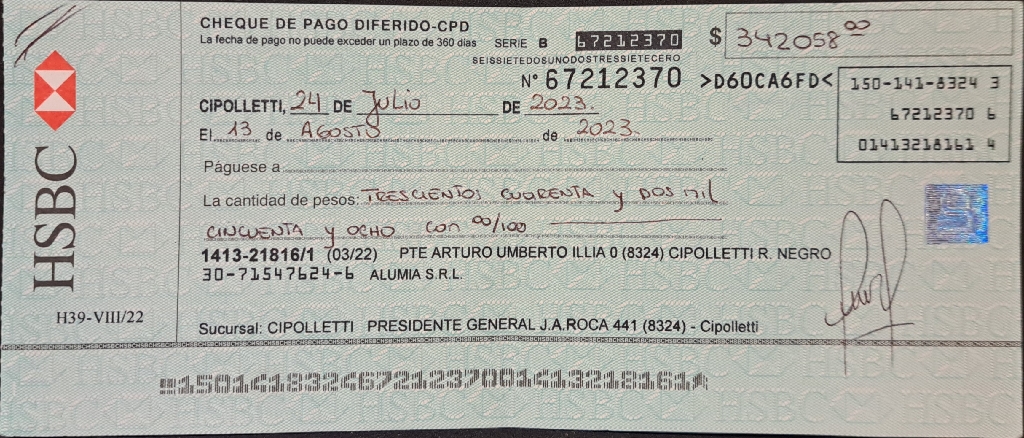 CHEQUE DE PAGO DIFERIDO-CPD
La fecha de pago no puede exceder un plazo de 360 días SERIE B 67212370 $ 342058 00
SEISSIETEDOSUNODOSTRESSIETECERO
N° 67212370 >D60CA6FD< 150-141-8324 3
67212370 6
01413218161 4
CIPOLLETTI, 24 DE Julio DE 2023.
El 13 de AGOSTO de 2023.
Páguese a
La cantidad de pesos: TRESCIENTOS CUARENTA y DOS mil
CINCUENTA y OCHO con 00/100
1413-21816/1 (03/22) PTE ARTURO UMBERTO ILLIA 0 (8324) CIPOLLETTI R. NEGRO
30-71547624-6 ALUMIA S.R.L.
HSBC
H39-VIII/22
Sucursal: CIPOLLETTI PRESIDENTE GENERAL J.A.ROCA 441 (8324) - Cipolletti
150141832467212370014132181614